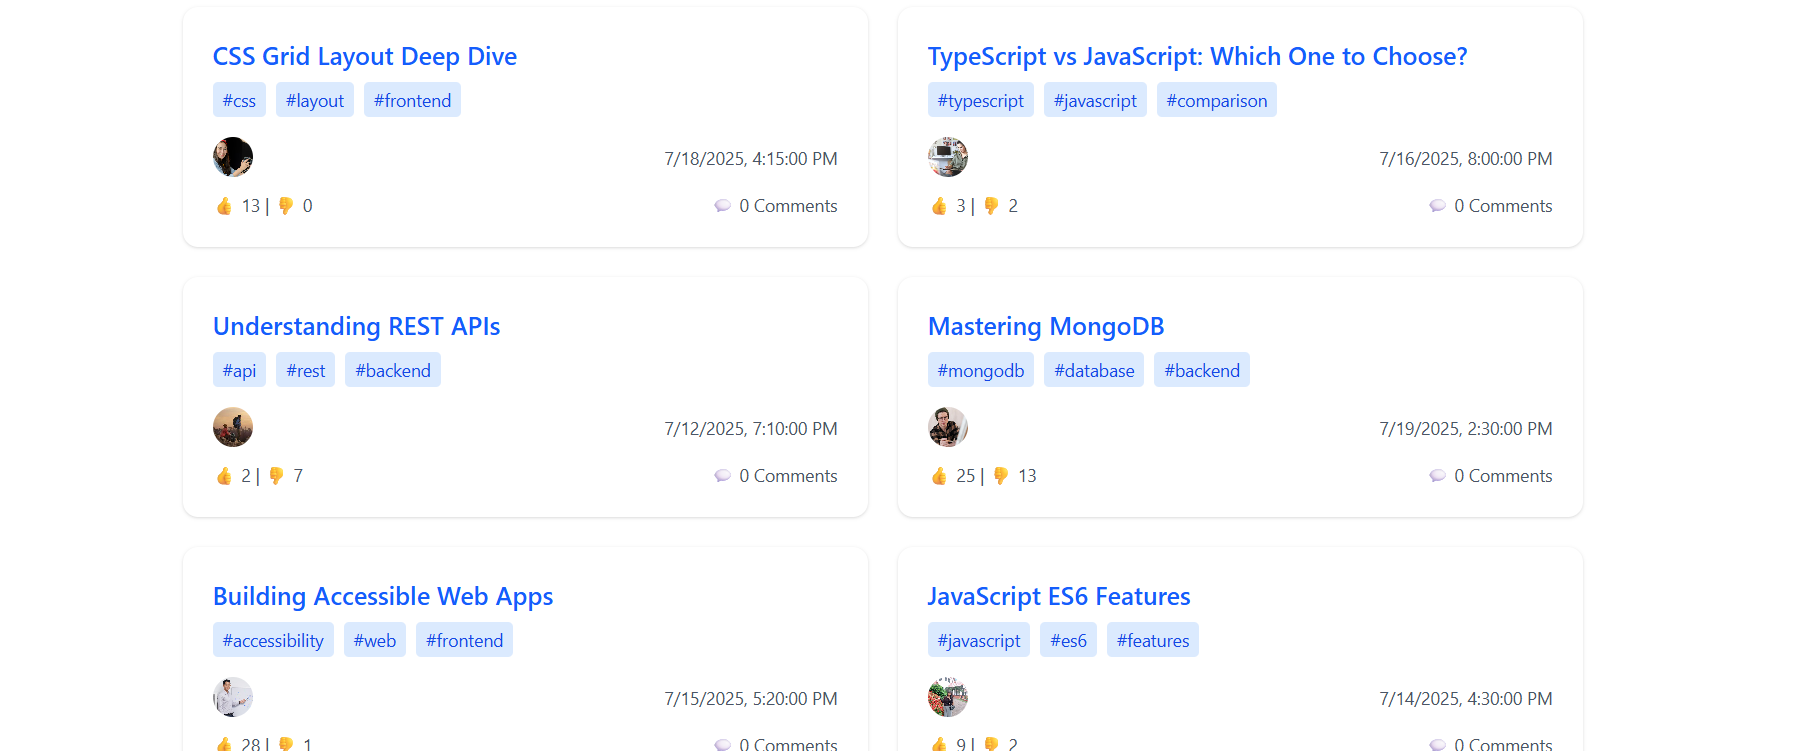 CSS Grid Layout Deep Dive
#css #layout #frontend
7/18/2025, 4:15:00 PM
👍 13 | 👎 0 💬 0 Comments
TypeScript vs JavaScript: Which One to Choose?
#typescript #javascript #comparison
7/16/2025, 8:00:00 PM
👍 3 | 👎 2 💬 0 Comments
Understanding REST APIs
#api #rest #backend
7/12/2025, 7:10:00 PM
👍 2 | 👎 7 💬 0 Comments
Mastering MongoDB
#mongodb #database #backend
7/19/2025, 2:30:00 PM
👍 25 | 👎 13 💬 0 Comments
Building Accessible Web Apps
#accessibility #web #frontend
7/15/2025, 5:20:00 PM
👍 28 | 👎 1 💬 0 Comments
JavaScript ES6 Features
#javascript #es6 #features
7/14/2025, 4:30:00 PM
👍 9 | 👎 2 💬 0 Comments